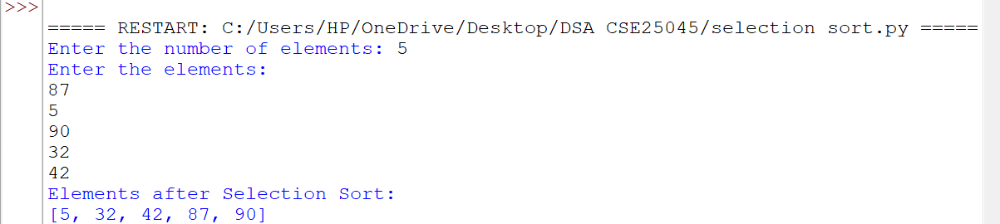 >>>
===== RESTART: C:/Users/HP/OneDrive/Desktop/DSA CSE25045/selection sort.py =====
Enter the number of elements: 5
Enter the elements:
87
5
90
32
42
Elements after Selection Sort:
[5, 32, 42, 87, 90]